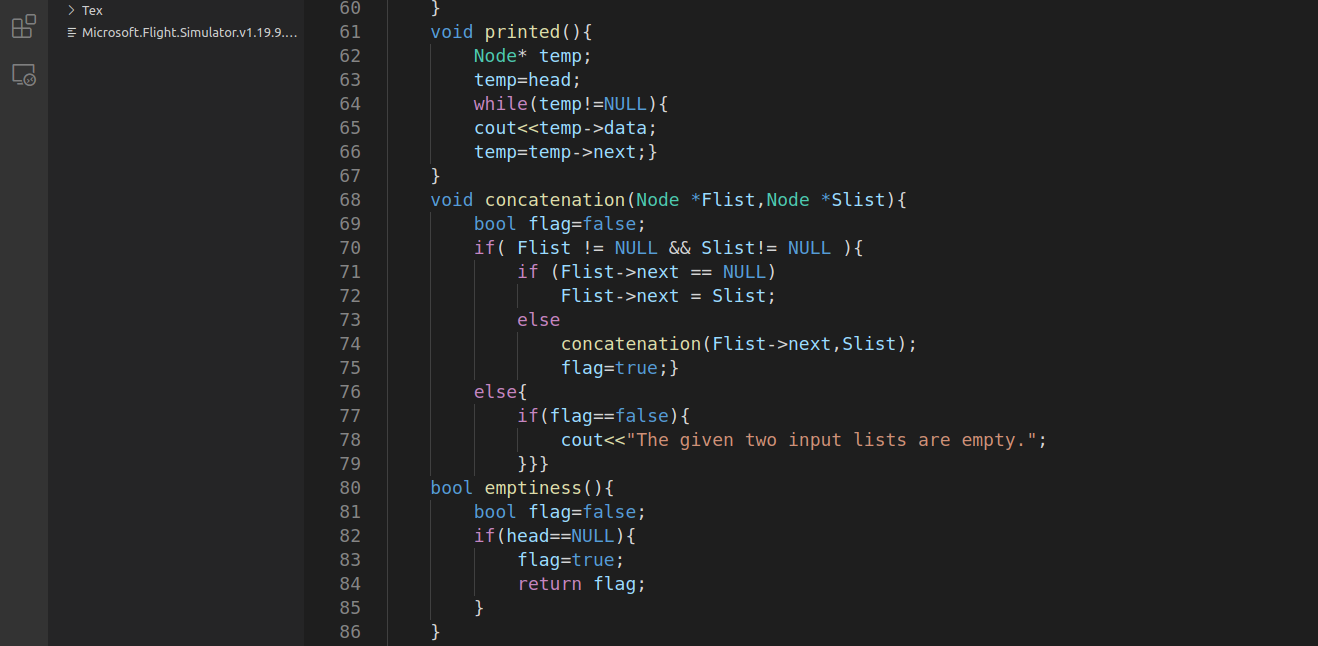 Tex
Microsoft.Flight.Simulator.v1.19.9....
60 }
61 void printed(){
62 Node* temp;
63 temp=head;
64 while(temp!=NULL){
65 cout<<temp->data;
66 temp=temp->next;}
67 }
68 void concatenation(Node *Flist,Node *Slist){
69 bool flag=false;
70 if( Flist != NULL && Slist!= NULL ){
71 if (Flist->next == NULL)
72 Flist->next = Slist;
73 else
74 concatenation(Flist->next,Slist);
75 flag=true;}
76 else{
77 if(flag==false){
78 cout<<"The given two input lists are empty.";
79 }}}
80 bool emptiness(){
81 bool flag=false;
82 if(head==NULL){
83 flag=true;
84 return flag;
85 }
86 }